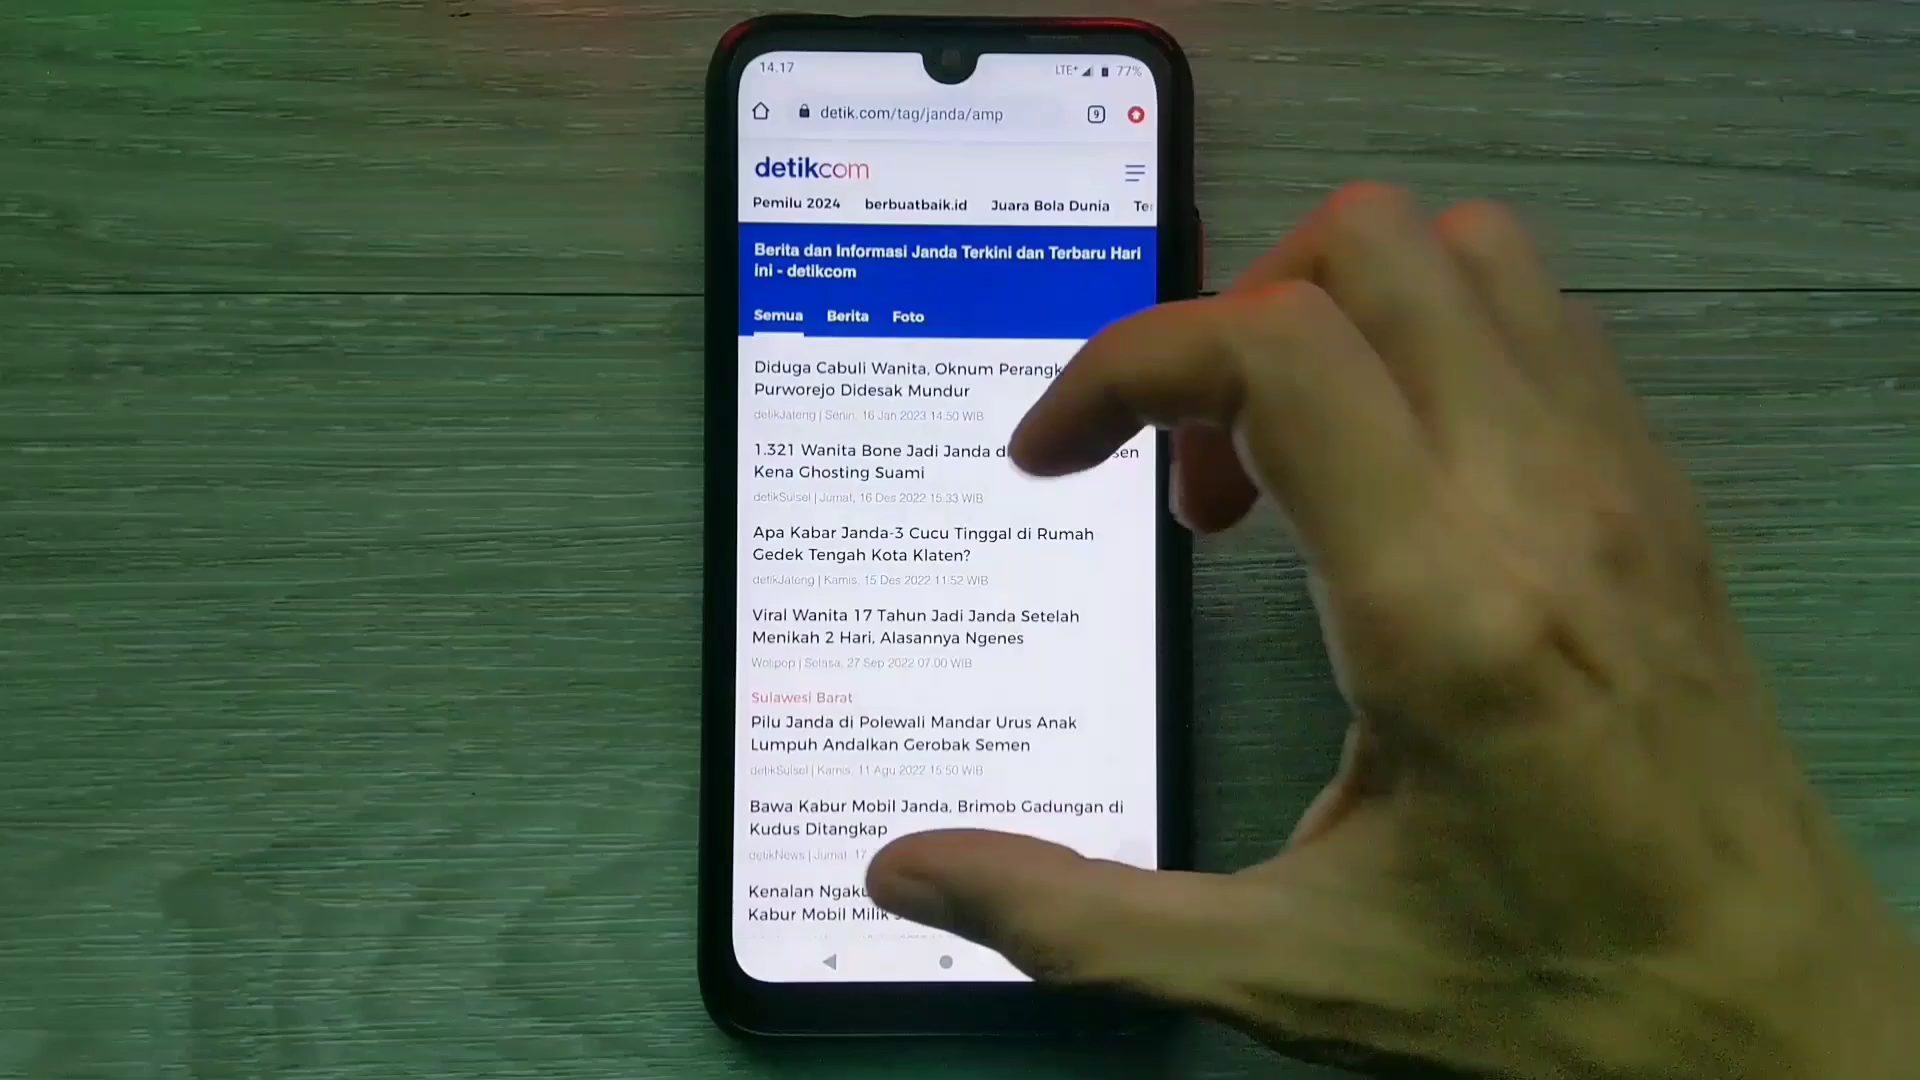 14.17
LTE+ 77%
detik.com/tag/janda/amp
9
detikcom
Pemilu 2024 berbuatbaik.id Juara Bola Dunia
Berita dan Informasi Janda Terkini dan Terbaru Hari
ini - detikcom
Semua Berita Foto
Diduga Cabuli Wanita, Oknum
Purworejo Didesak Mundur
detikJateng | Senin, 16 Jan 2023 14:50 WIB
1.321 Wanita Bone Jadi Janda
Kena Ghosting Suami
detikSulsel | Jumat, 16 Des 2022 15:33 WIB
Apa Kabar Janda-3 Cucu Tinggal di Rumah
Gedek Tengah Kota Klaten?
detikJateng | Kamis, 15 Des 2022 11:52 WIB
Viral Wanita 17 Tahun Jadi Janda Setelah
Menikah 2 Hari, Alasannya Ngenes
Wolipop | Selasa, 27 Sep 2022 07:00 WIB
Sulawesi Barat
Pilu Janda di Polewali Mandar Urus Anak
Lumpuh Andalkan Gerobak Semen
detikSulsel | Kamis, 11 Agu 2022 15:50 WIB
Bawa Kabur Mobil Janda, Brimob Gadungan di
Kudus Ditangkap
detikNews | Jumat, 17
Kenalan
Kabur Mobil Milik